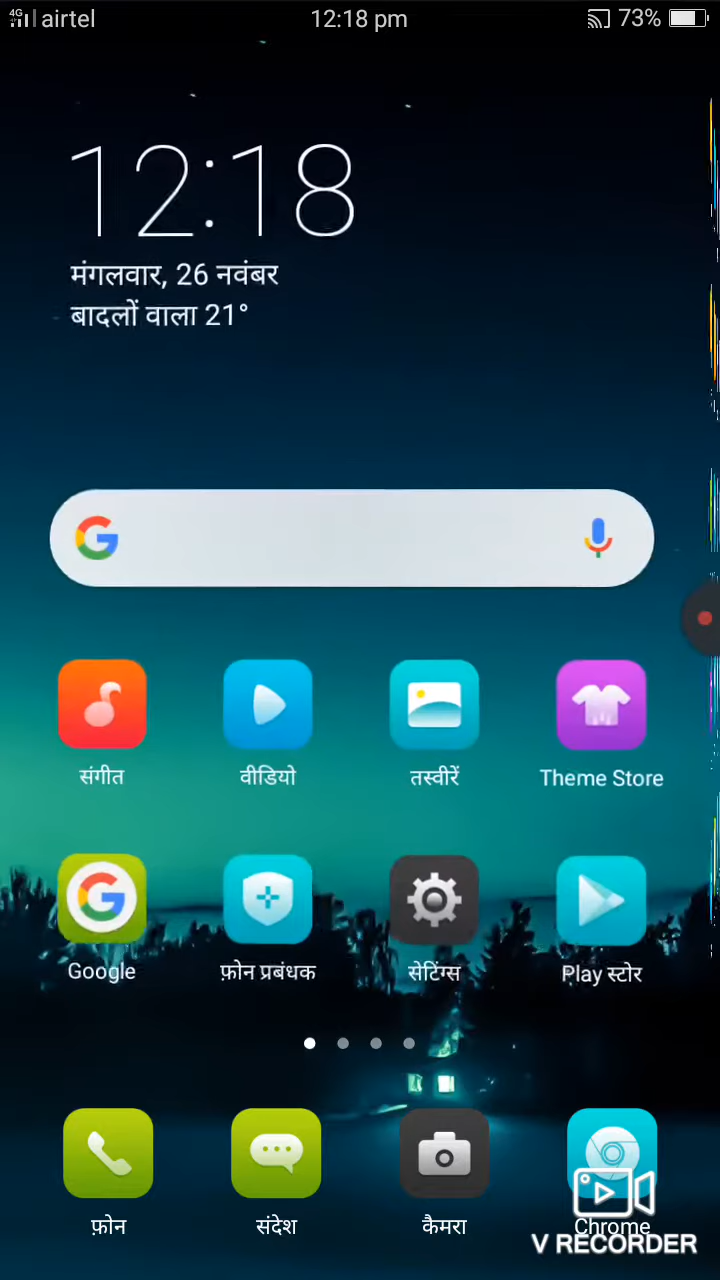 4G airtel 12:18 pm 73%
12:18
मंगलवार, 26 नवंबर
बादलों वाला 21°
संगीत वीडियो तस्वीरें Theme Store
Google फ़ोन प्रबंधक सेटिंग्स Play स्टोर
फ़ोन संदेश कैमरा Chrome
V RECORDER